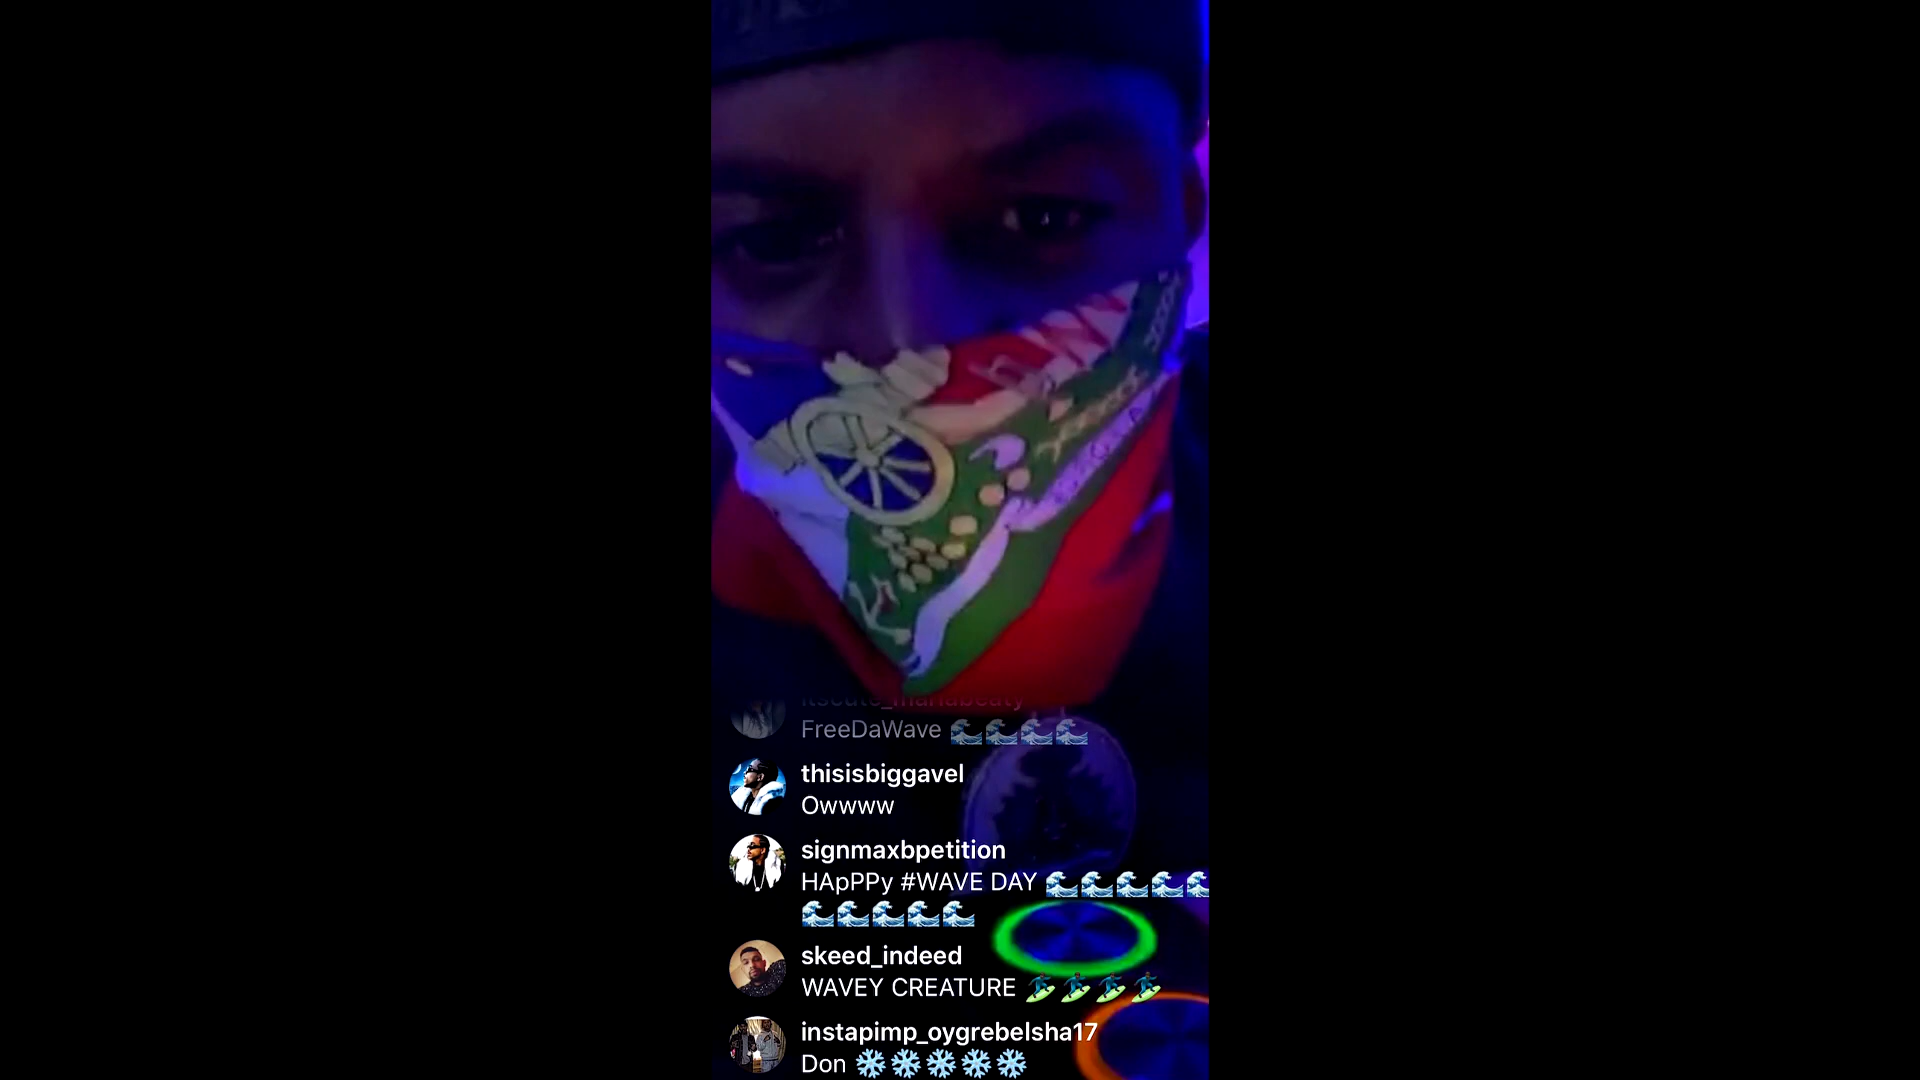 FreeDaWave 🌊🌊🌊🌊
thisisbiggavel
Owwww
signmaxbpetition
HApPPy #WAVE DAY 🌊🌊🌊🌊🌊
🌊🌊🌊🌊🌊
skeed_indeed
WAVEY CREATURE 🏄🏿‍♂️🏄🏿‍♂️🏄🏿‍♂️🏄🏿‍♂️
instapimp_oygrebelsha17
Don ❄️❄️❄️❄️❄️